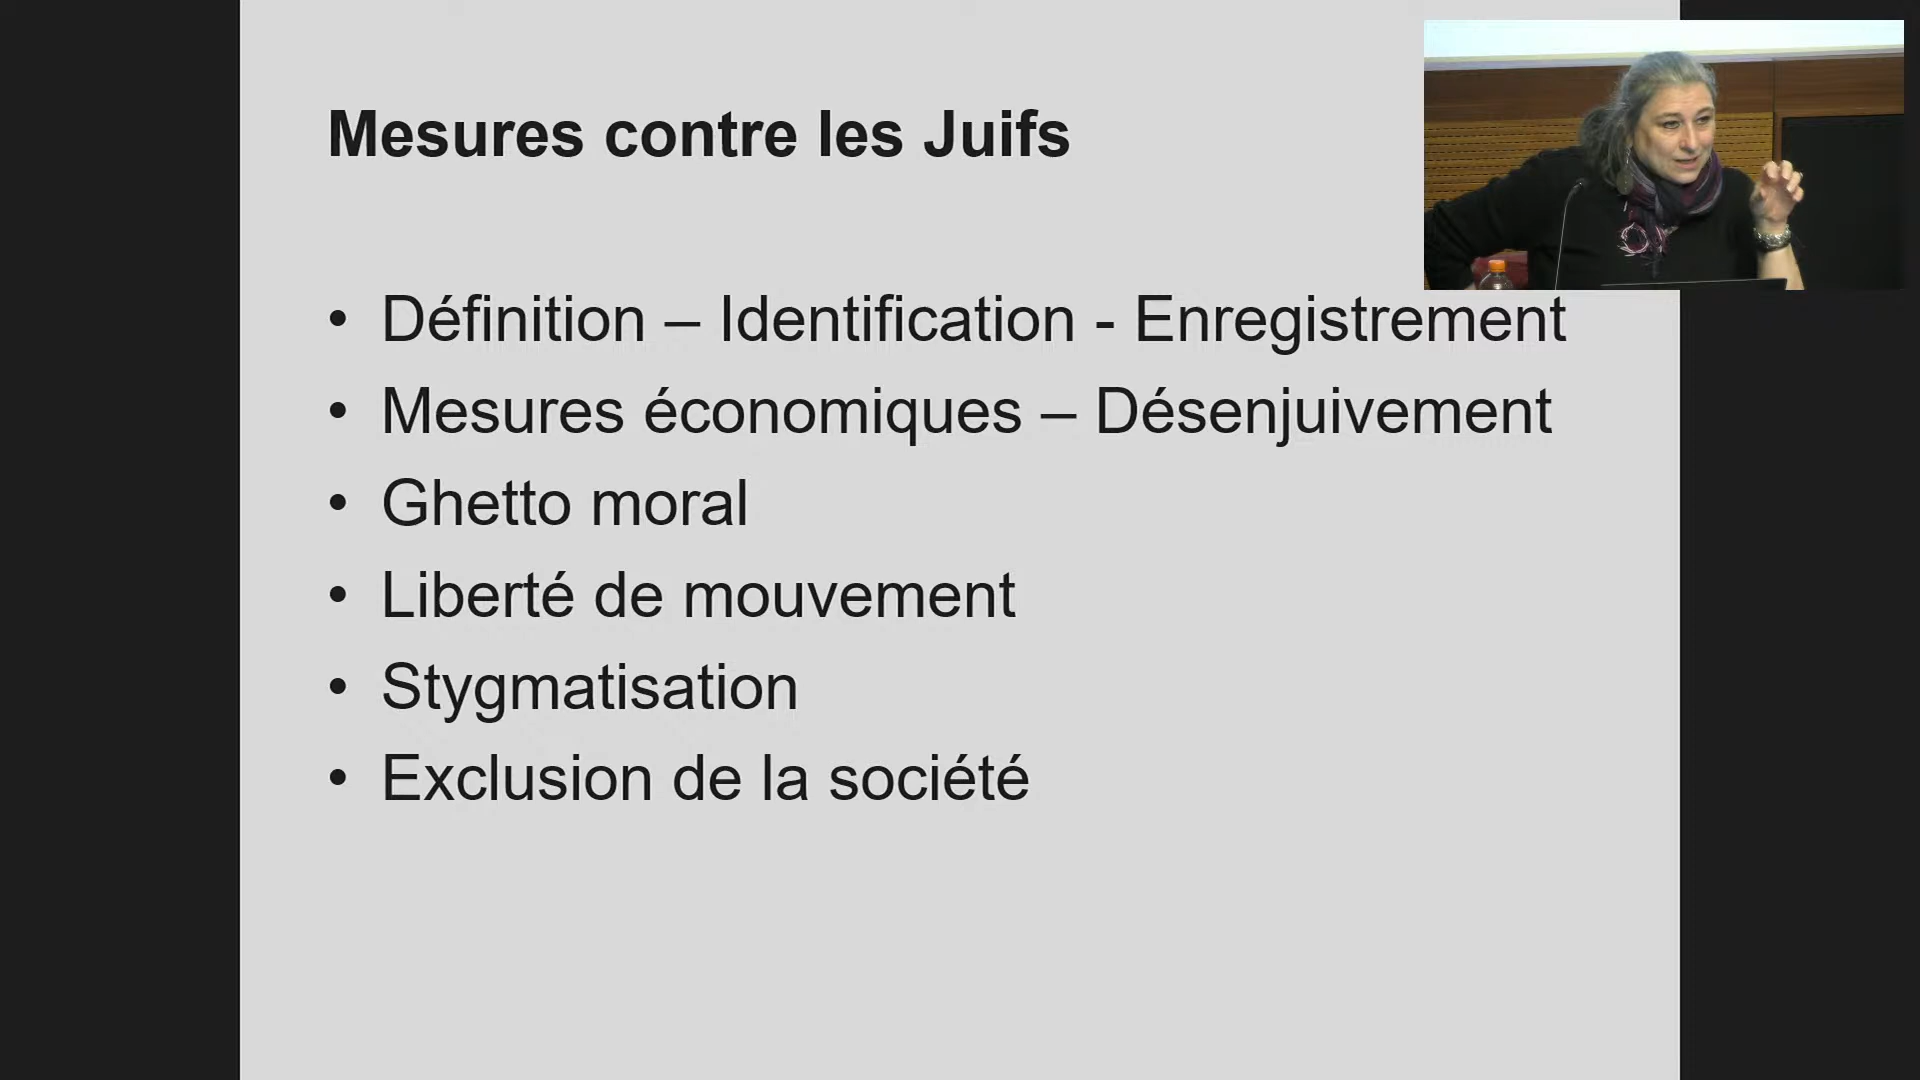 Mesures contre les Juifs
• Définition – Identification - Enregistrement
• Mesures économiques – Désenjuivement
• Ghetto moral
• Liberté de mouvement
• Stygmatisation
• Exclusion de la société